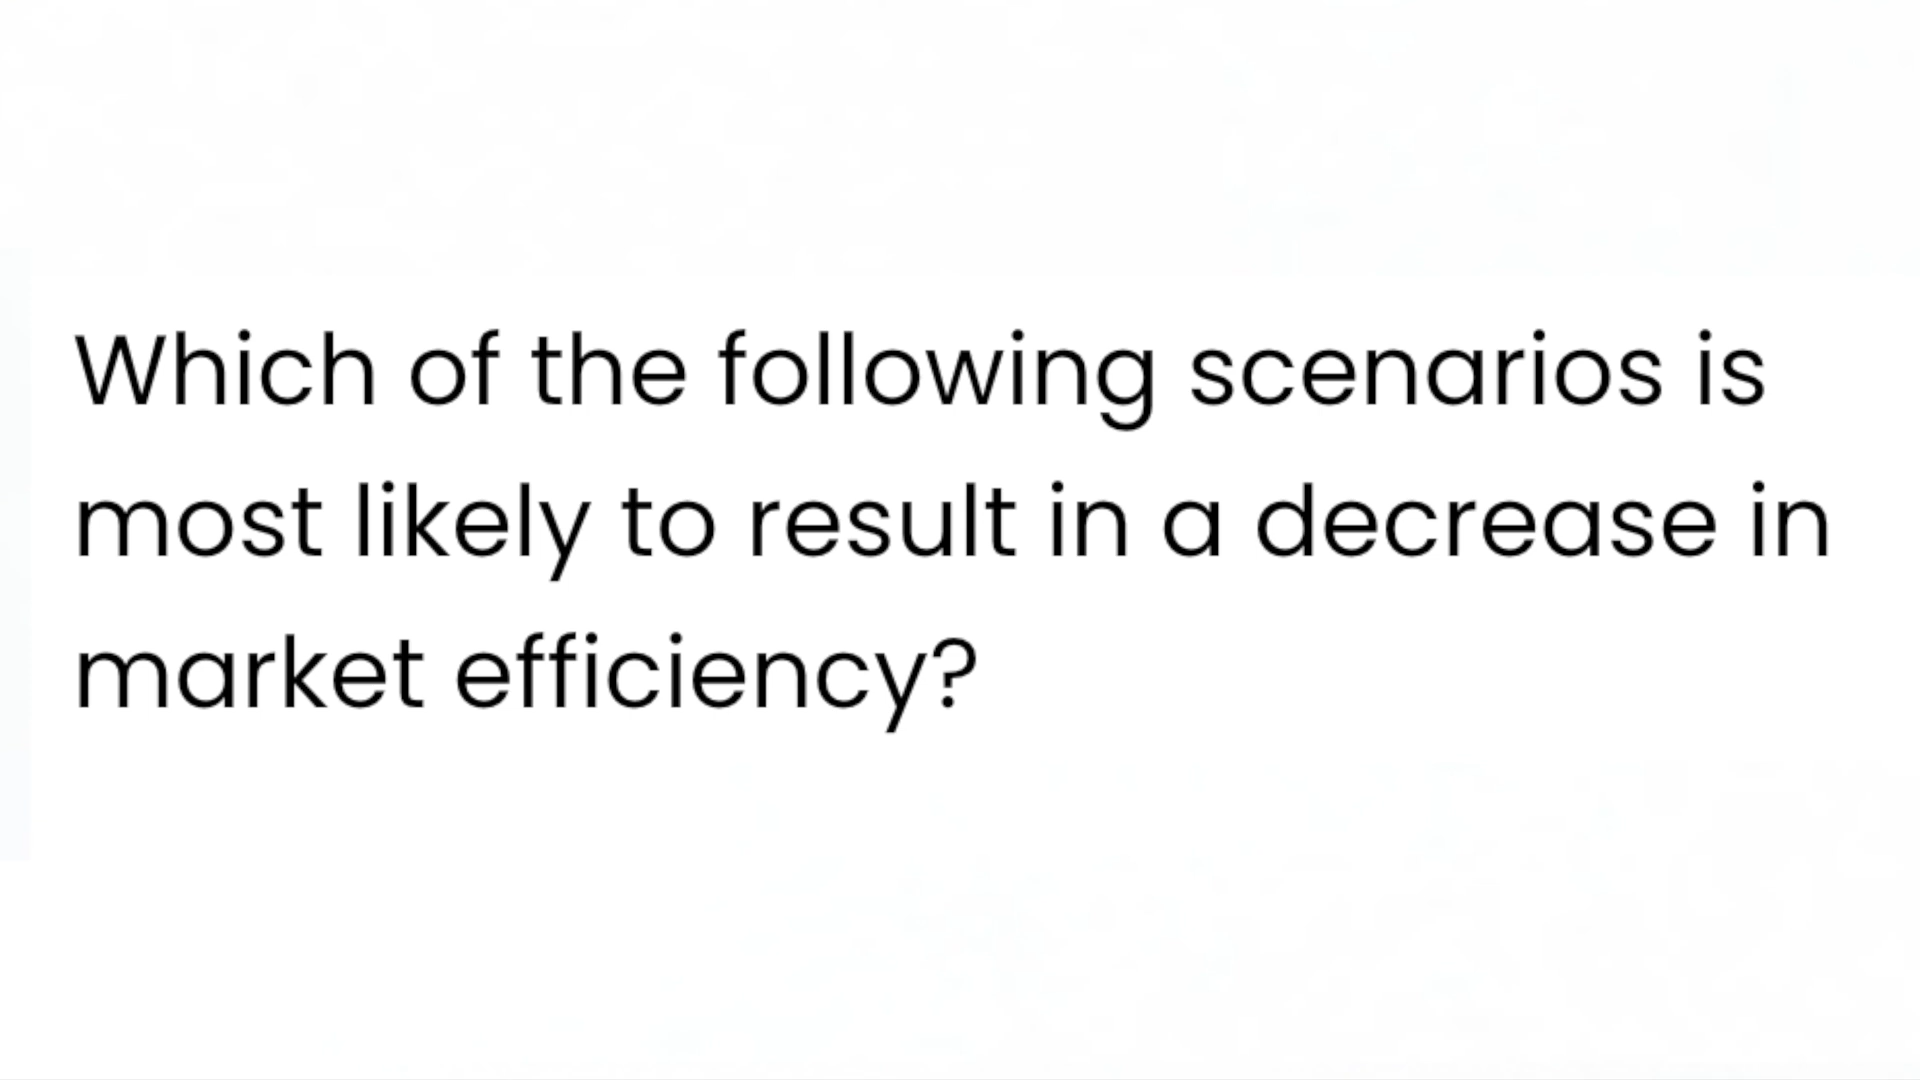 Which of the following scenarios is
most likely to result in a decrease in
market efficiency?